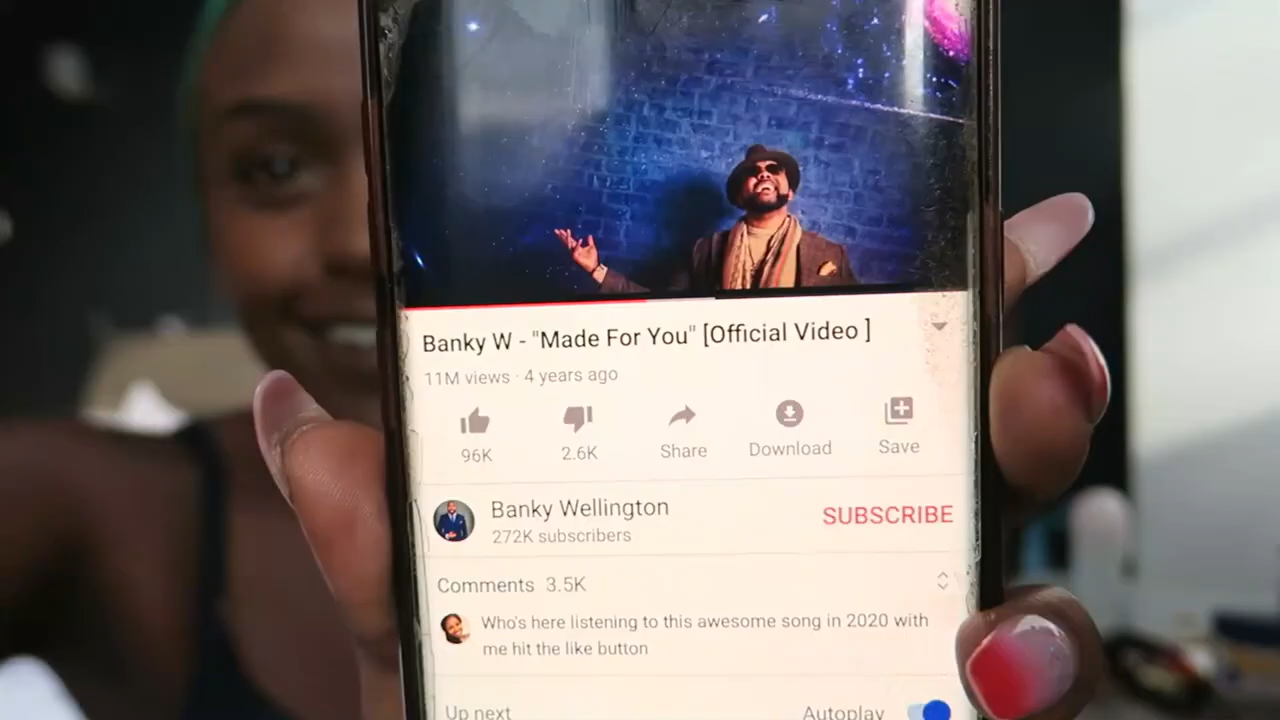 Banky W - "Made For You" [Official Video ]
11M views · 4 years ago
96K 2.6K Share Download Save
Banky Wellington
272K subscribers
SUBSCRIBE
Comments 3.5K
Who's here listening to this awesome song in 2020 with
me hit the like button
Up next Autoplay